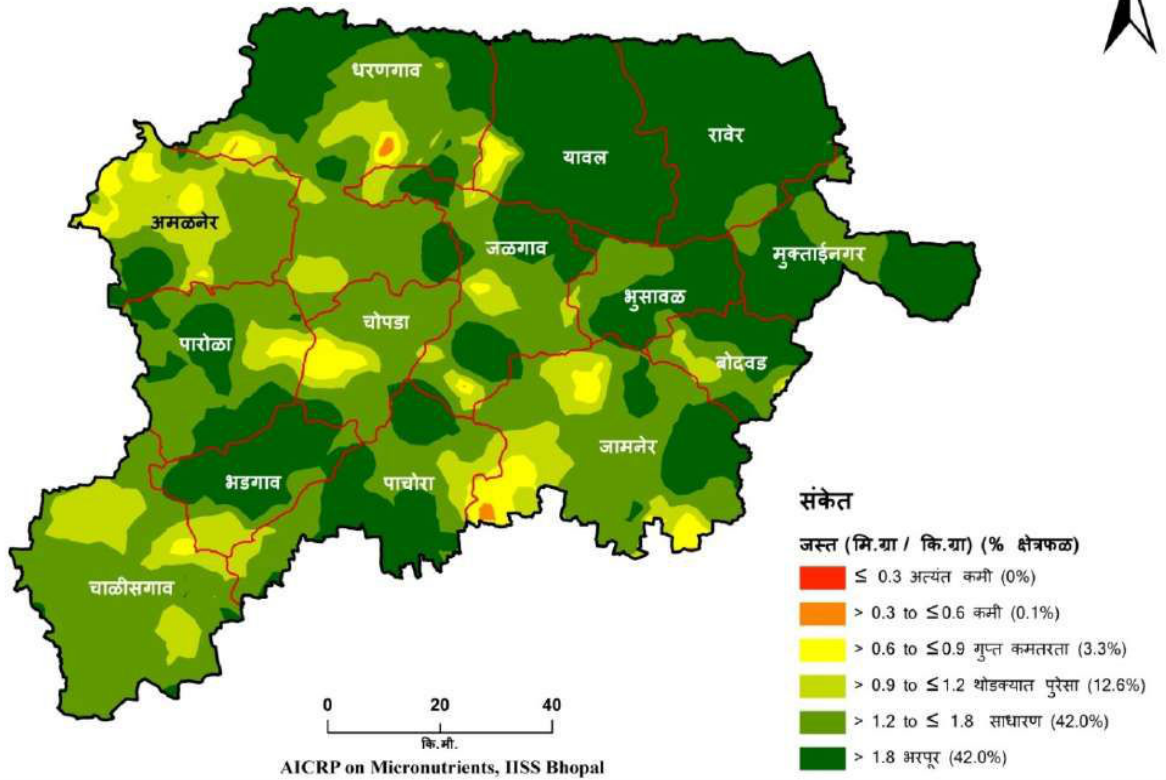 धरणगाव
रावेर
यावल
अमळनेर
जळगाव
मुक्ताईनगर
भुसावळ
चोपडा
पारोळा
बोदवड
जामनेर
भडगाव
पाचोरा
चाळीसगाव
संकेत
जस्त (मि.ग्रा / कि.ग्रा) (% क्षेत्रफळ)
≤ 0.3 अत्यंत कमी (0%)
> 0.3 to ≤0.6 कमी (0.1%)
> 0.6 to ≤0.9 गुप्त कमतरता (3.3%)
> 0.9 to ≤1.2 थोडक्यात पुरेसा (12.6%)
> 1.2 to ≤ 1.8 साधारण (42.0%)
> 1.8 भरपूर (42.0%)
0 20 40
कि.मी.
AICRP on Micronutrients, IISS Bhopal